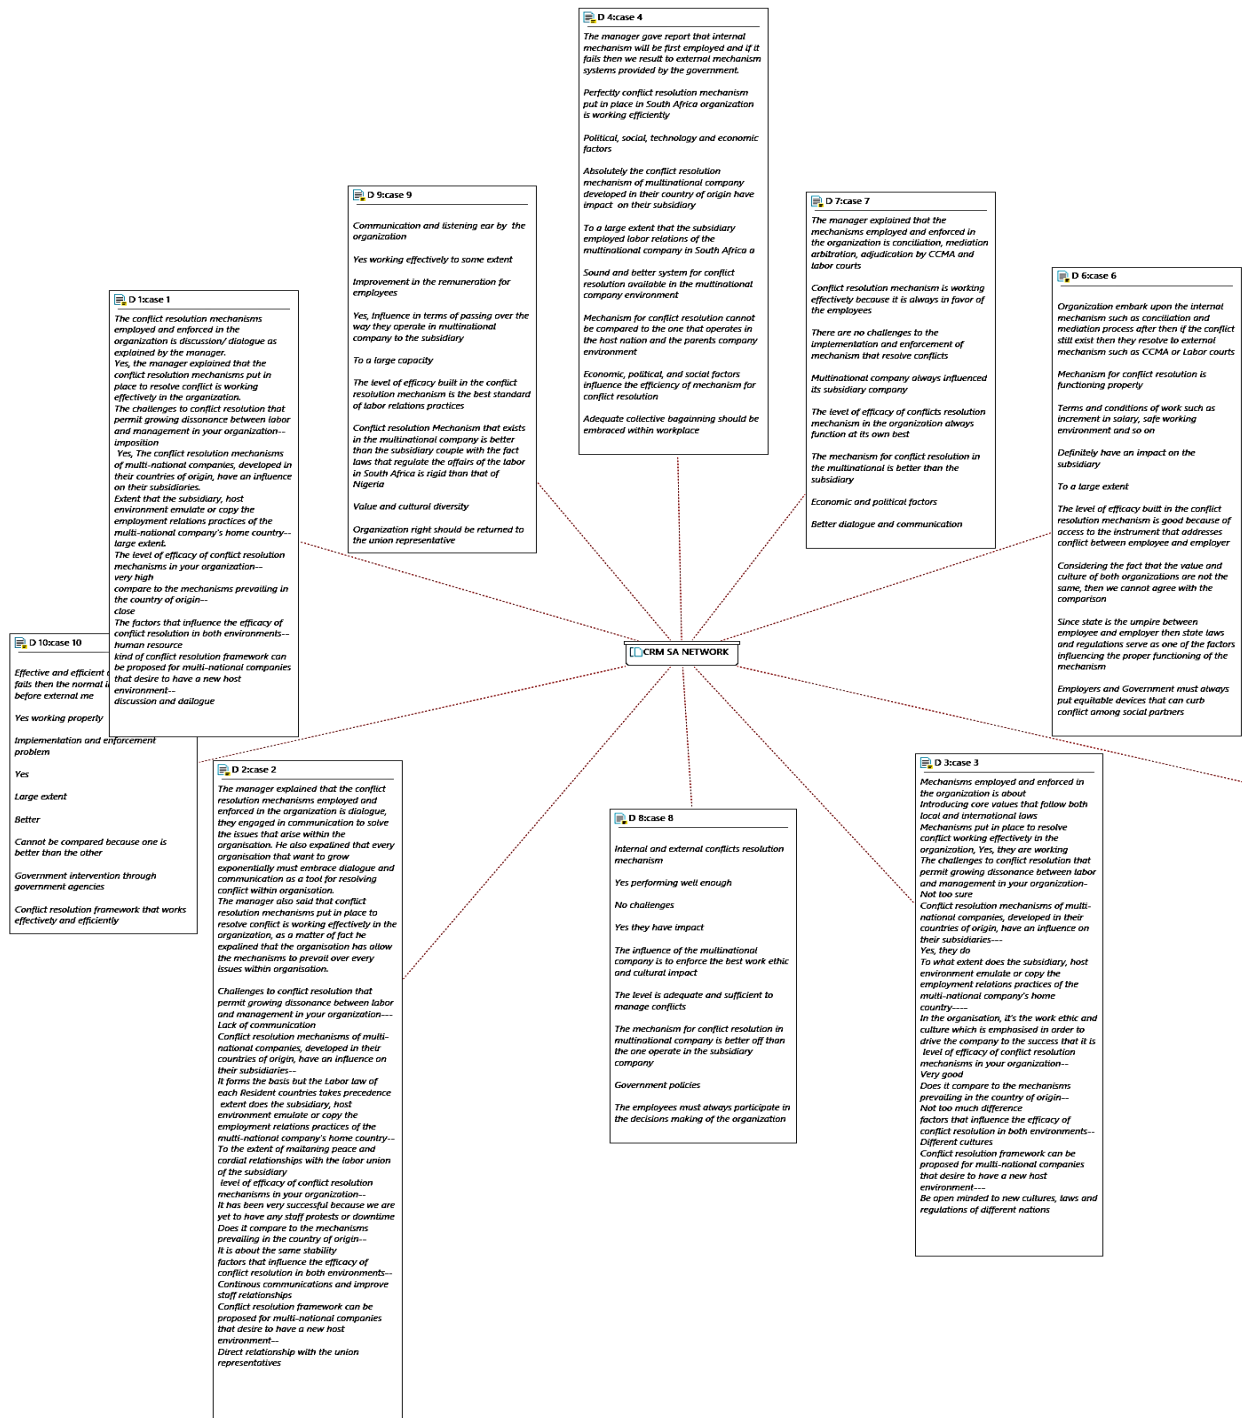 D 4:case 4
The manager gave report that internal
mechanism will be first employed and if it
fails then we result to external mechanism
systems provided by the government.
Perfectly conflict resolution mechanism
put in place in South Africa organization
is working efficiently
Political, social, technology and economic
factors
Absolutely the conflict resolution
mechanism of multinational company
developed in their country of origin have
impact on their subsidiary
To a large extent that the subsidiary
employed labor relations of the
multinational company in South Africa a
Sound and better system for conflict
resolution available in the multinational
company environment
Mechanism for conflict resolution cannot
be compared to the one that operates in
the host nation and the parents company
environment
Economic, political, and social factors
influence the efficiency of mechanism for
conflict resolution
Adequate collective bagainning should be
embraced within workplace
D 9:case 9
Communication and listening ear by the
organization
Yes working effectively to some extent
Improvement in the remuneration for
employees
Yes, Influence in terms of passing over the
way they operate in multinational
company to the subsidiary
To a large capacity
The level of efficacy built in the conflict
resolution mechanism is the best standard
of labor relations practices
Conflict resolution Mechanism that exists
in the multinational company is better
than the subsidiary couple with the fact
laws that regulate the affairs of the labor
in South Africa is rigid than that of
Nigeria
Value and cultural diversity
Organization right should be returned to
the union representative
D 7:case 7
The manager explained that the
mechanisms employed and enforced in
the organization is conciliation, mediation
arbitration, adjudication by CCMA and
labor courts
Conflict resolution mechanism is working
effectively because it is always in favor of
the employees
There are no challenges to the
implementation and enforcement of
mechanism that resolve conflicts
Multinational company always influenced
its subsidiary company
The level of efficacy of conflicts resolution
mechanism in the organization always
function at its own best
The mechanism for conflict resolution in
the multinational is better than the
subsidiary
Economic and political factors
Better dialogue and communication
D 6:case 6
Organization embark upon the internal
mechanism such as conciliation and
mediation process after then if the conflict
still exist then they resolve to external
mechanism such as CCMA or Labor courts
Mechanism for conflict resolution is
functioning properly
Terms and conditions of work such as
increment in salary, safe working
environment and so on
Definitely have an impact on the
subsidiary
To a large extent
The level of efficacy built in the conflict
resolution mechanism is good because of
access to the instrument that addresses
conflict between employee and employer
Considering the fact that the value and
culture of both organizations are not the
same, then we cannot agree with the
comparison
Since state is the umpire between
employee and employer then state laws
and regulations serve as one of the factors
influencing the proper functioning of the
mechanism
Employers and Government must always
put equitable devices that can curb
conflict among social partners
D 1:case 1
The conflict resolution mechanisms
employed and enforced in the
organization is discussion/ dialogue as
explained by the manager.
Yes, the manager explained that the
conflict resolution mechanisms put in
place to resolve conflict is working
effectively in the organization.
The challenges to conflict resolution that
permit growing dissonance between labor
and management in your organization--
imposition
Yes, The conflict resolution mechanisms
of multi-national companies, developed in
their countries of origin, have an influence
on their subsidiaries.
Extent that the subsidiary, host
environment emulate or copy the
employment relations practices of the
multi-national company's home country--
large extent.
The level of efficacy of conflict resolution
mechanisms in your organization--
very high
compare to the mechanisms prevailing in
the country of origin--
close
The factors that influence the efficacy of
conflict resolution in both environments--
human resource
kind of conflict resolution framework can
be proposed for multi-national companies
that desire to have a new host
environment--
discussion and dailogue
CRM SA NETWORK
D 10:case 10
Effective and efficient
fails then the normal
before external me
Yes working properly
Implementation and enforcement
problem
Yes
Large extent
Better
Cannot be compared because one is
better than the other
Government intervention through
government agencies
Conflict resolution framework that works
effectively and efficiently
D 2:case 2
The manager explained that the conflict
resolution mechanisms employed and
enforced in the organization is dialogue,
they engaged in communication to solve
the issues that arise within the
organisation. He also expalined that every
organisation that want to grow
exponentially must embrace dialogue and
communication as a tool for resolving
conflict within organisation.
The manager also said that conflict
resolution mechanisms put in place to
resolve conflict is working effectively in the
organization, as a matter of fact he
expalined that the organisation has allow
the mechanisms to prevail over every
issues within organisation.
Challenges to conflict resolution that
permit growing dissonance between labor
and management in your organization---
Lack of communication
Conflict resolution mechanisms of multi-
national companies, developed in their
countries of origin, have an influence on
their subsidiaries--
It forms the basis but the Labor law of
each Resident countries takes precedence
extent does the subsidiary, host
environment emulate or copy the
employment relations practices of the
multi-national company's home country--
To the extent of maitaning peace and
cordial relationships with the labor union
of the subsidiary
level of efficacy of conflict resolution
mechanisms in your organization--
It has been very successful because we are
yet to have any staff protests or downtime
Does it compare to the mechanisms
prevailing in the country of origin--
It is about the same stability
factors that influence the efficacy of
conflict resolution in both environments--
Continous communications and improve
staff relationships
Conflict resolution framework can be
proposed for multi-national companies
that desire to have a new host
environment--
Direct relationship with the union
representatives
D 8:case 8
Internal and external conflicts resolution
mechanism
Yes performing well enough
No challenges
Yes they have impact
The influence of the multinational
company is to enforce the best work ethic
and cultural impact
The level is adequate and sufficient to
manage conflicts
The mechanism for conflict resolution in
multinational company is better off than
the one operate in the subsidiary
company
Government policies
The employees must always participate in
the decisions making of the organization
D 3:case 3
Mechanisms employed and enforced in
the organization is about
Introducing core values that follow both
local and international laws
Mechanisms put in place to resolve
conflict working effectively in the
organization, Yes, they are working
The challenges to conflict resolution that
permit growing dissonance between labor
and management in your organization-
Not too sure
Conflict resolution mechanisms of multi-
national companies, developed in their
countries of origin, have an influence on
their subsidiaries---
Yes, they do
To what extent does the subsidiary, host
environment emulate or copy the
employment relations practices of the
multi-national company's home
country----
In the organisation, it's the work ethic and
culture which is emphasised in order to
drive the company to the success that it is
level of efficacy of conflict resolution
mechanisms in your organization--
Very good
Does it compare to the mechanisms
prevailing in the country of origin--
Not too much difference
factors that influence the efficacy of
conflict resolution in both environments--
Different cultures
Conflict resolution framework can be
proposed for multi-national companies
that desire to have a new host
environment---
Be open minded to new cultures, laws and
regulations of different nations